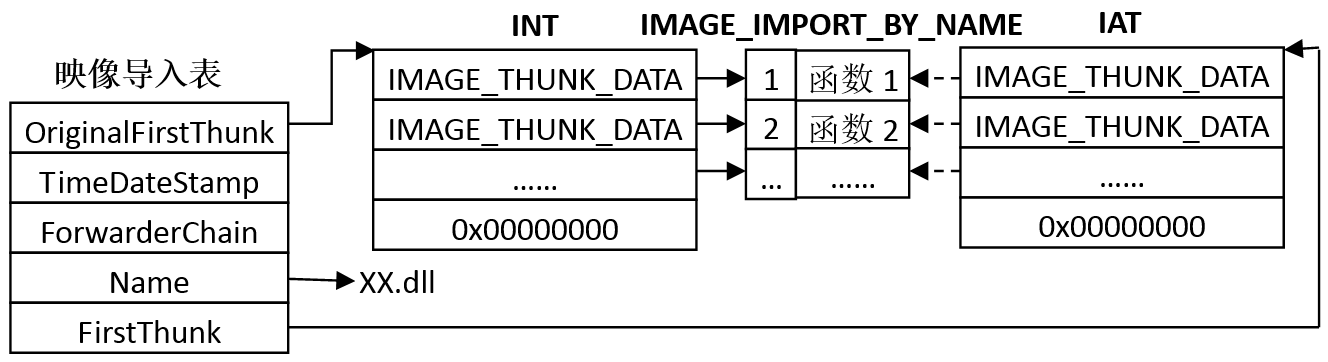 INT
IMAGE_IMPORT_BY_NAME
IAT
映像导入表
OriginalFirstThunk
TimeDateStamp
ForwarderChain
Name
FirstThunk
XX.dll
IMAGE_THUNK_DATA
IMAGE_THUNK_DATA
......
0x00000000
1 函数 1
2 函数 2
... ......
IMAGE_THUNK_DATA
IMAGE_THUNK_DATA
......
0x00000000